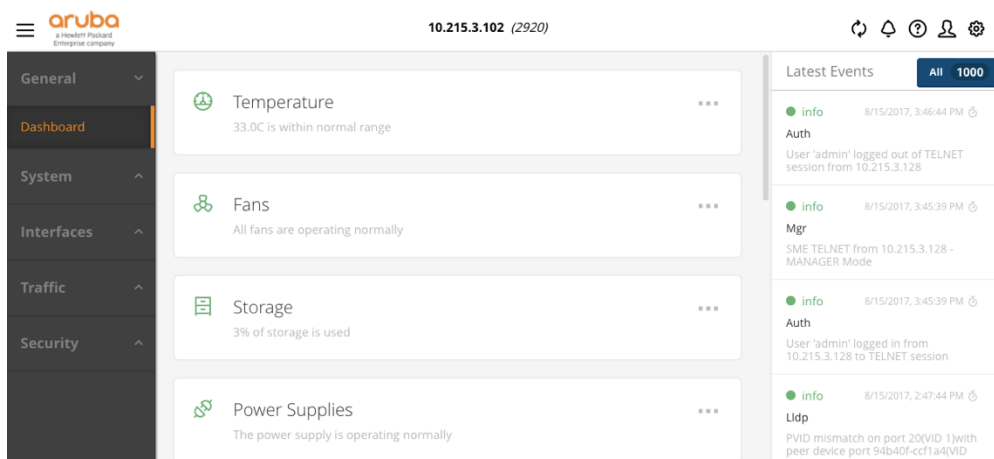 aruba
a Hewlett Packard
Enterprise company
10.215.3.102 (2920)
General
Dashboard
System
Interfaces
Traffic
Security
Temperature
33.0C is within normal range
Fans
All fans are operating normally
Storage
3% of storage is used
Power Supplies
The power supply is operating normally
Latest Events
All 1000
info 8/15/2017, 3:46:44 PM
Auth
User 'admin' logged out of TELNET
session from 10.215.3.128
info 8/15/2017, 3:45:39 PM
Mgr
SME TELNET from 10.215.3.128 -
MANAGER Mode
info 8/15/2017, 3:45:39 PM
Auth
User 'admin' logged in from
10.215.3.128 to TELNET session
info 8/15/2017, 2:47:44 PM
Lldp
PVID mismatch on port 20(VID 1)with
peer device port 94b40f-ccf1a4(VID